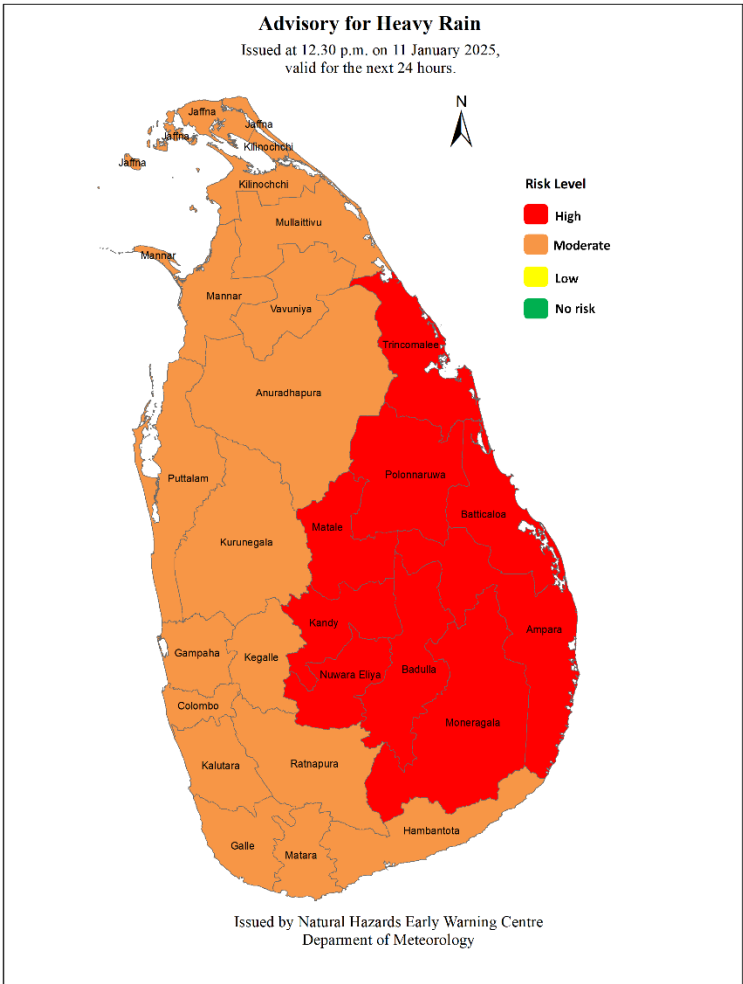 Advisory for Heavy Rain
Issued at 12.30 p.m. on 11 January 2025,
valid for the next 24 hours.
N
Jaffna
Jaffna
Jaffna
Kilinochchi
Jaffna
Kilinochchi
Risk Level
High
Moderate
Low
No risk
Mullaittivu
Mannar
Mannar
Vavuniya
Trincomalee
Anuradhapura
Puttalam
Polonnaruwa
Batticaloa
Matale
Kurunegala
Kandy
Ampara
Gampaha
Kegalle
Nuwara Eliya
Badulla
Colombo
Moneragala
Kalutara
Ratnapura
Hambantota
Galle
Matara
Issued by Natural Hazards Early Warning Centre
Deparment of Meteorology